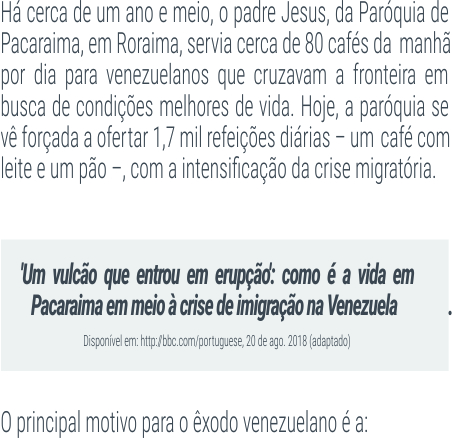 Há cerca de um ano e meio, o padre Jesus, da Paróquia de
Pacaraima, em Roraima, servia cerca de 80 cafés da manhã
por dia para venezuelanos que cruzavam a fronteira em
busca de condições melhores de vida. Hoje, a paróquia se
vê forçada a ofertar 1,7 mil refeições diárias – um café com
leite e um pão –, com a intensificação da crise migratória.
'Um vulcão que entrou em erupção': como é a vida em
Pacaraima em meio à crise de imigração na Venezuela .
Disponível em: http://bbc.com/portuguese, 20 de ago. 2018 (adaptado)
O principal motivo para o êxodo venezuelano é a: